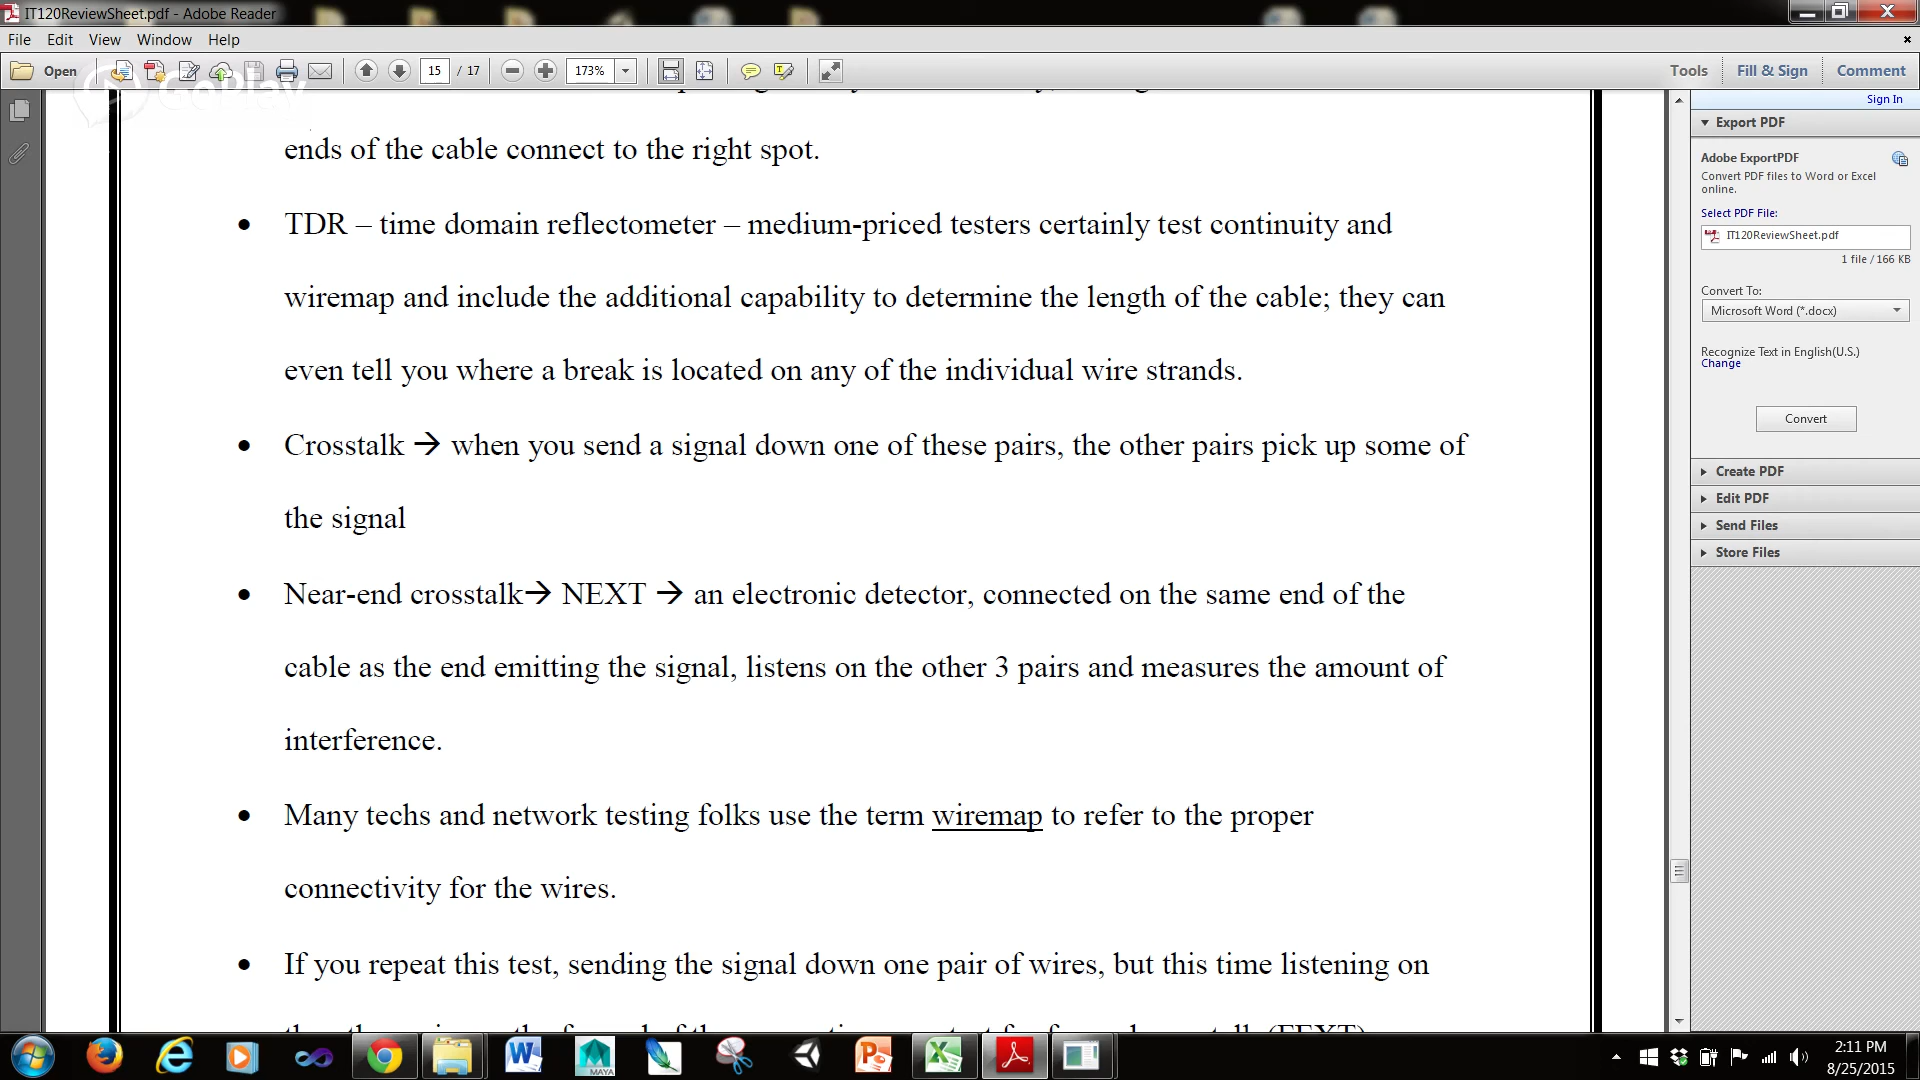 IT120ReviewSheet.pdf - Adobe Reader
File Edit View Window Help
Open 15 / 17 173% Tools Fill & Sign Comment
GoPlay
ends of the cable connect to the right spot.
• TDR – time domain reflectometer – medium-priced testers certainly test continuity and
wiremap and include the additional capability to determine the length of the cable; they can
even tell you where a break is located on any of the individual wire strands.
• Crosstalk → when you send a signal down one of these pairs, the other pairs pick up some of
the signal
• Near-end crosstalk→ NEXT → an electronic detector, connected on the same end of the
cable as the end emitting the signal, listens on the other 3 pairs and measures the amount of
interference.
• Many techs and network testing folks use the term wiremap to refer to the proper
connectivity for the wires.
• If you repeat this test, sending the signal down one pair of wires, but this time listening on
Sign In
Export PDF
Adobe ExportPDF
Convert PDF files to Word or Excel
online.
Select PDF File:
IT120ReviewSheet.pdf
1 file / 166 KB
Convert To:
Microsoft Word (*.docx)
Recognize Text in English(U.S.)
Change
Convert
Create PDF
Edit PDF
Send Files
Store Files
MAYA
2:11 PM
8/25/2015